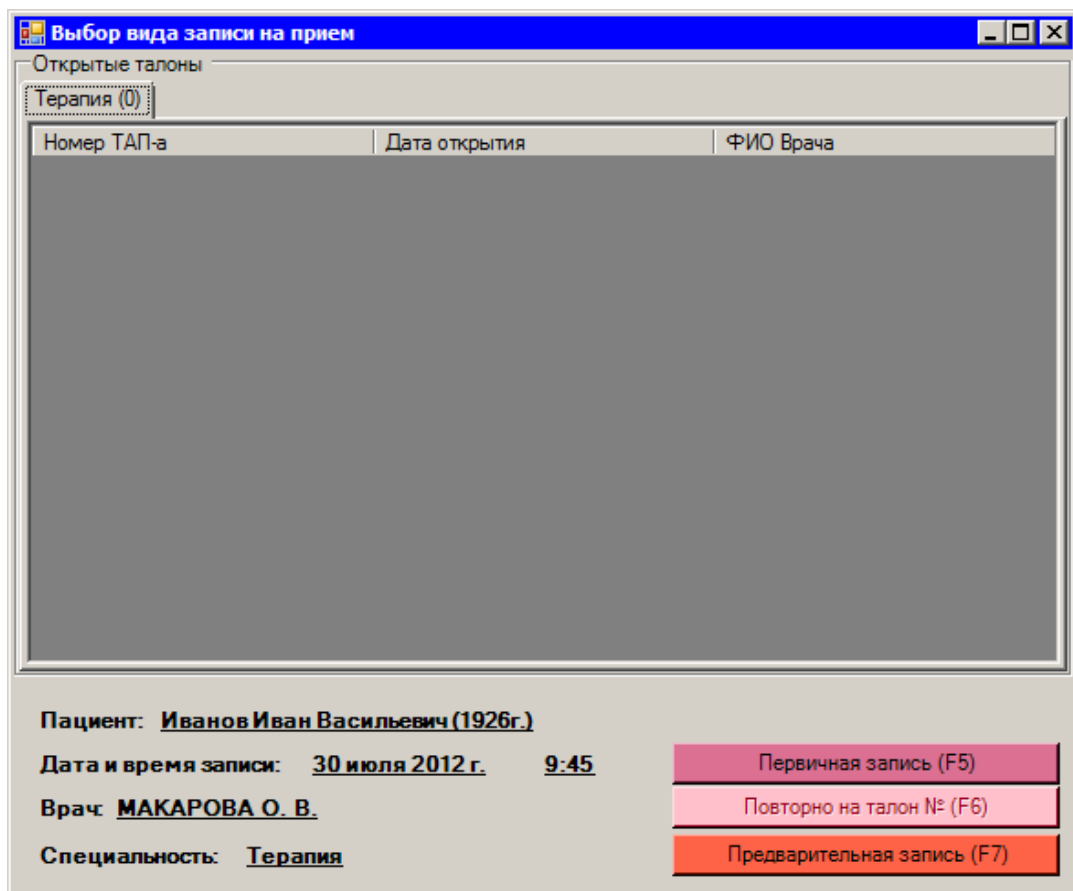 Выбор вида записи на прием
Открытые талоны
Терапия (0)
Номер ТАП-а Дата открытия ФИО Врача
Пациент: Иванов Иван Васильевич (1926г.)
Дата и время записи: 30 июля 2012 г. 9:45
Первичная запись (F5)
Врач: МАКАРОВА О. В.
Повторно на талон № (F6)
Специальность: Терапия
Предварительная запись (F7)